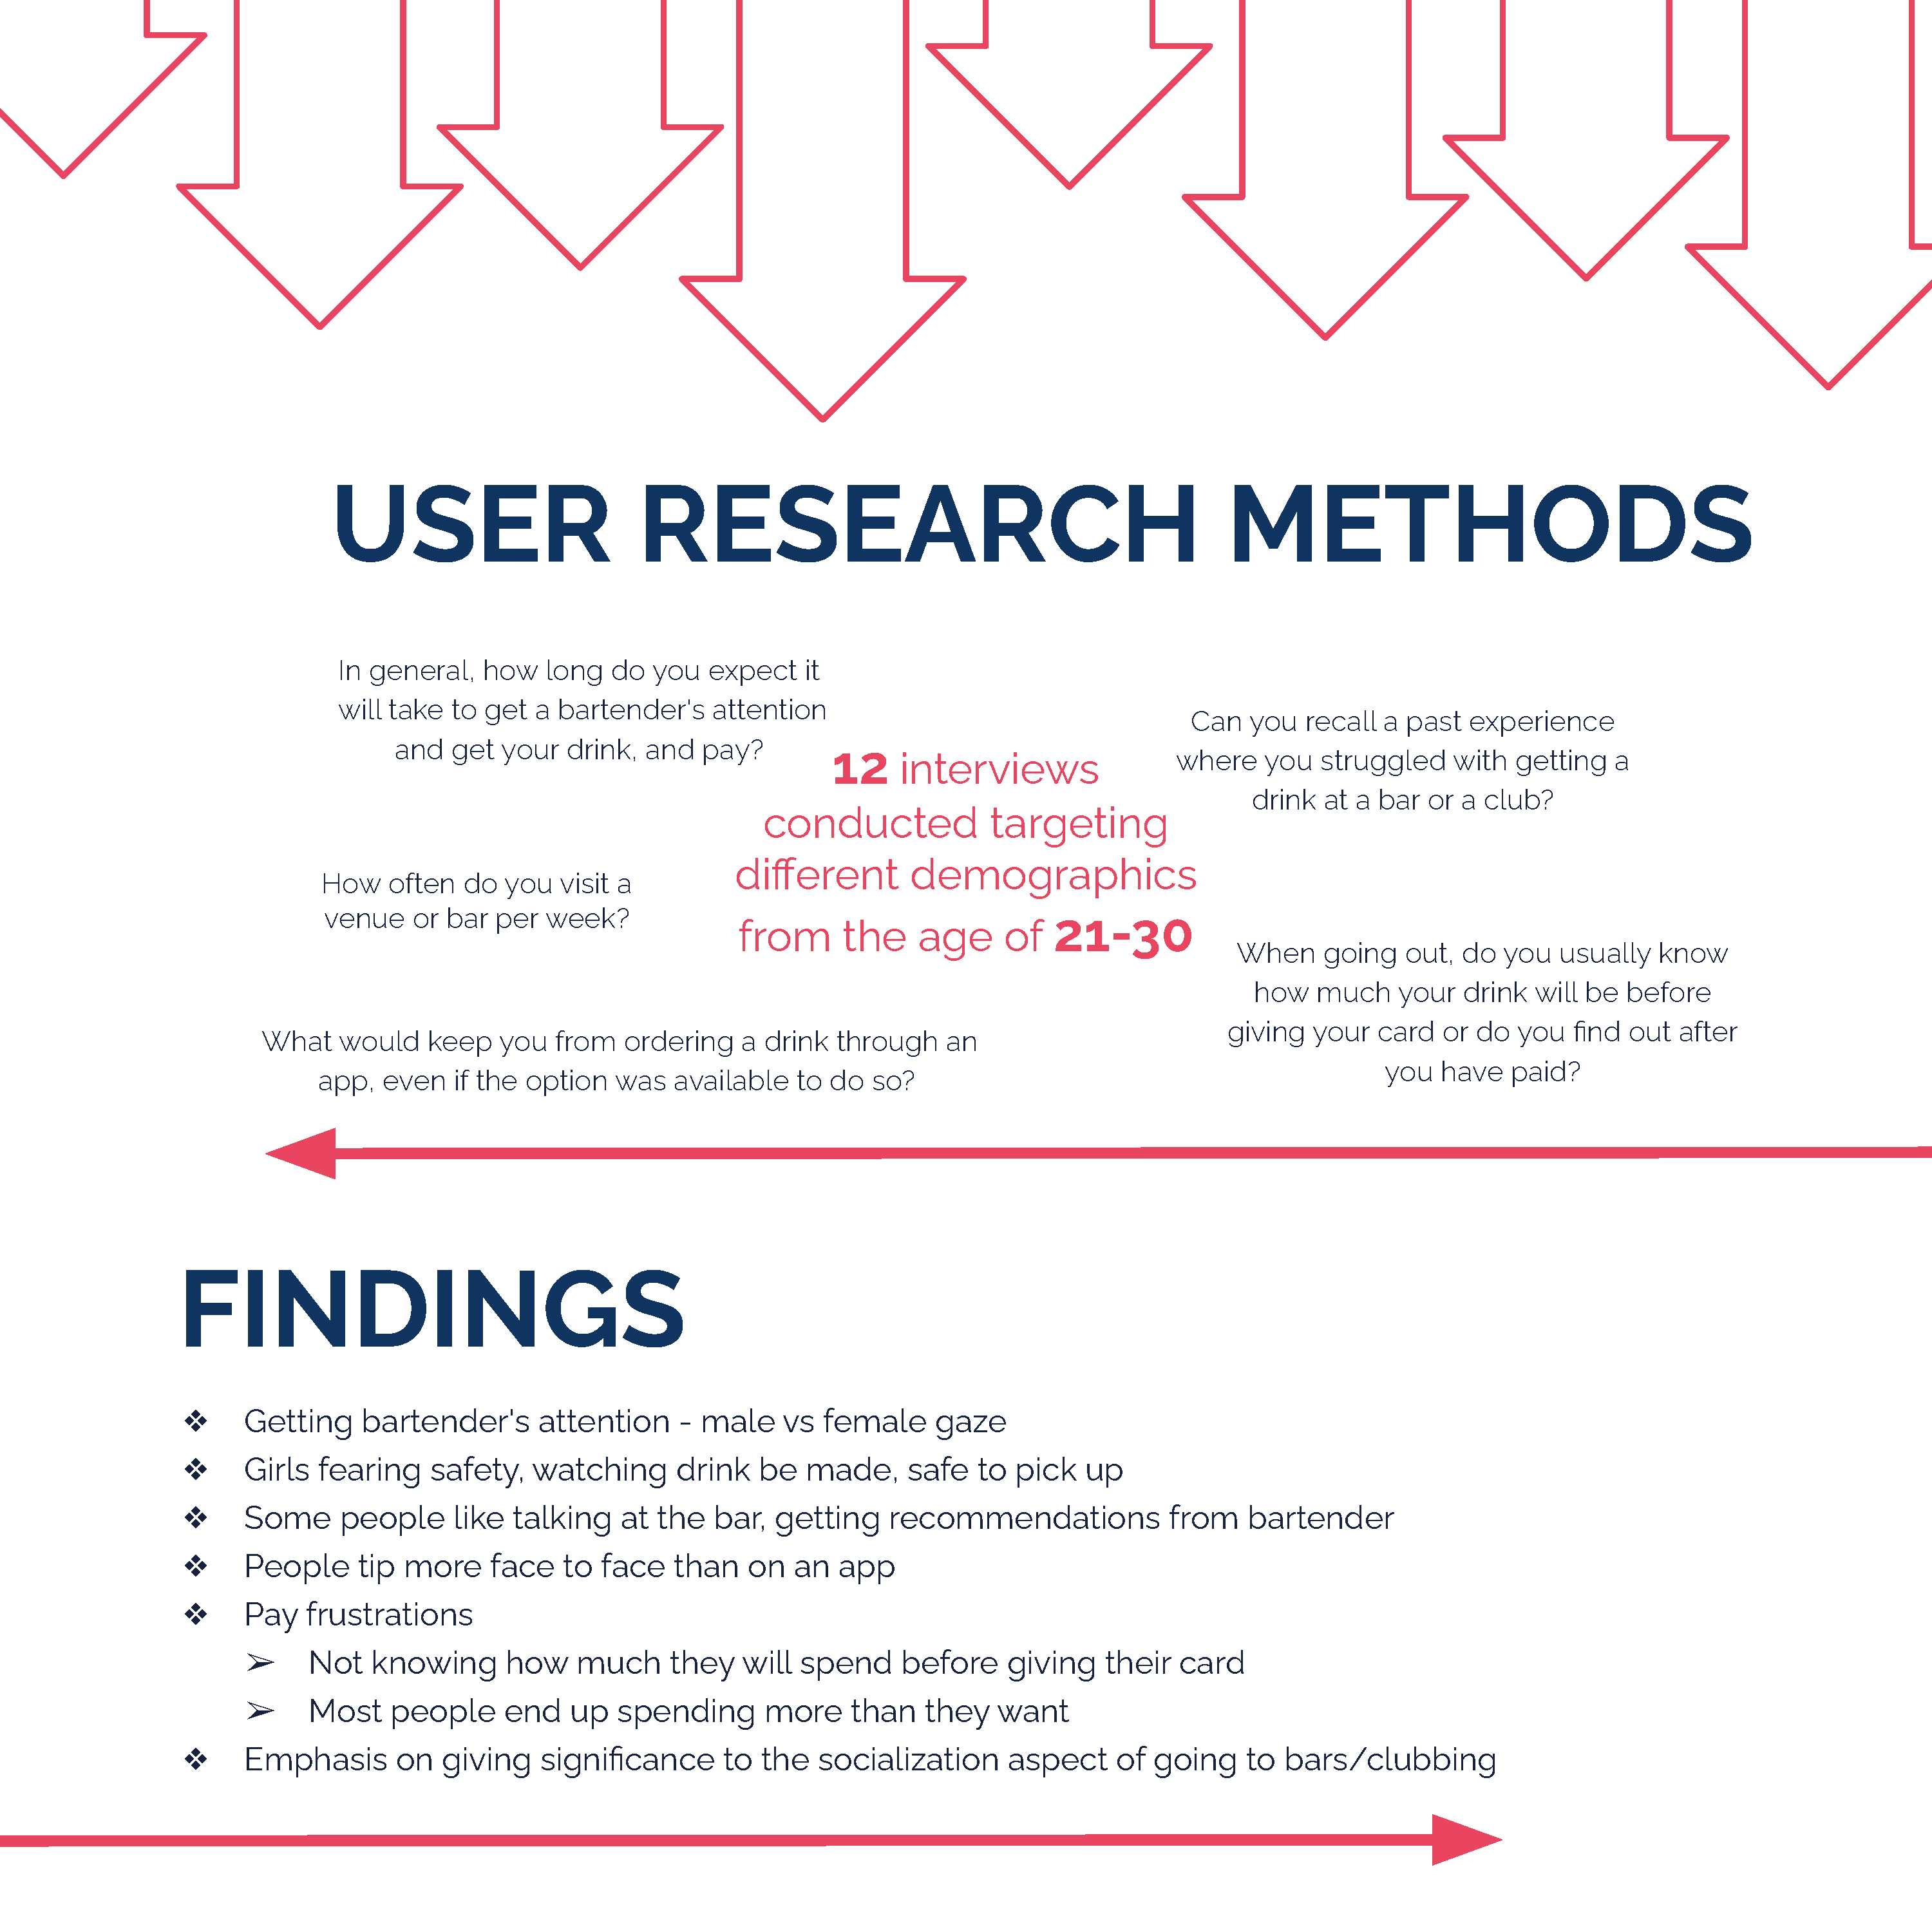 USER RESEARCH METHODS
In general, how long do you expect it
will take to get a bartender's attention
and get your drink, and pay?
How often do you visit a
venue or bar per week?
What would keep you from ordering a drink through an
app, even if the option was available to do so?
12 interviews
conducted targeting
different demographics
from the age of 21-30
Can you recall a past experience
where you struggled with getting a
drink at a bar or a club?
When going out, do you usually know
how much your drink will be before
giving your card or do you find out after
you have paid?
FINDINGS
❖ Getting bartender's attention - male vs female gaze
❖ Girls fearing safety, watching drink be made, safe to pick up
❖ Some people like talking at the bar, getting recommendations from bartender
❖ People tip more face to face than on an app
❖ Pay frustrations
➢ Not knowing how much they will spend before giving their card
➢ Most people end up spending more than they want
❖ Emphasis on giving significance to the socialization aspect of going to bars/clubbing